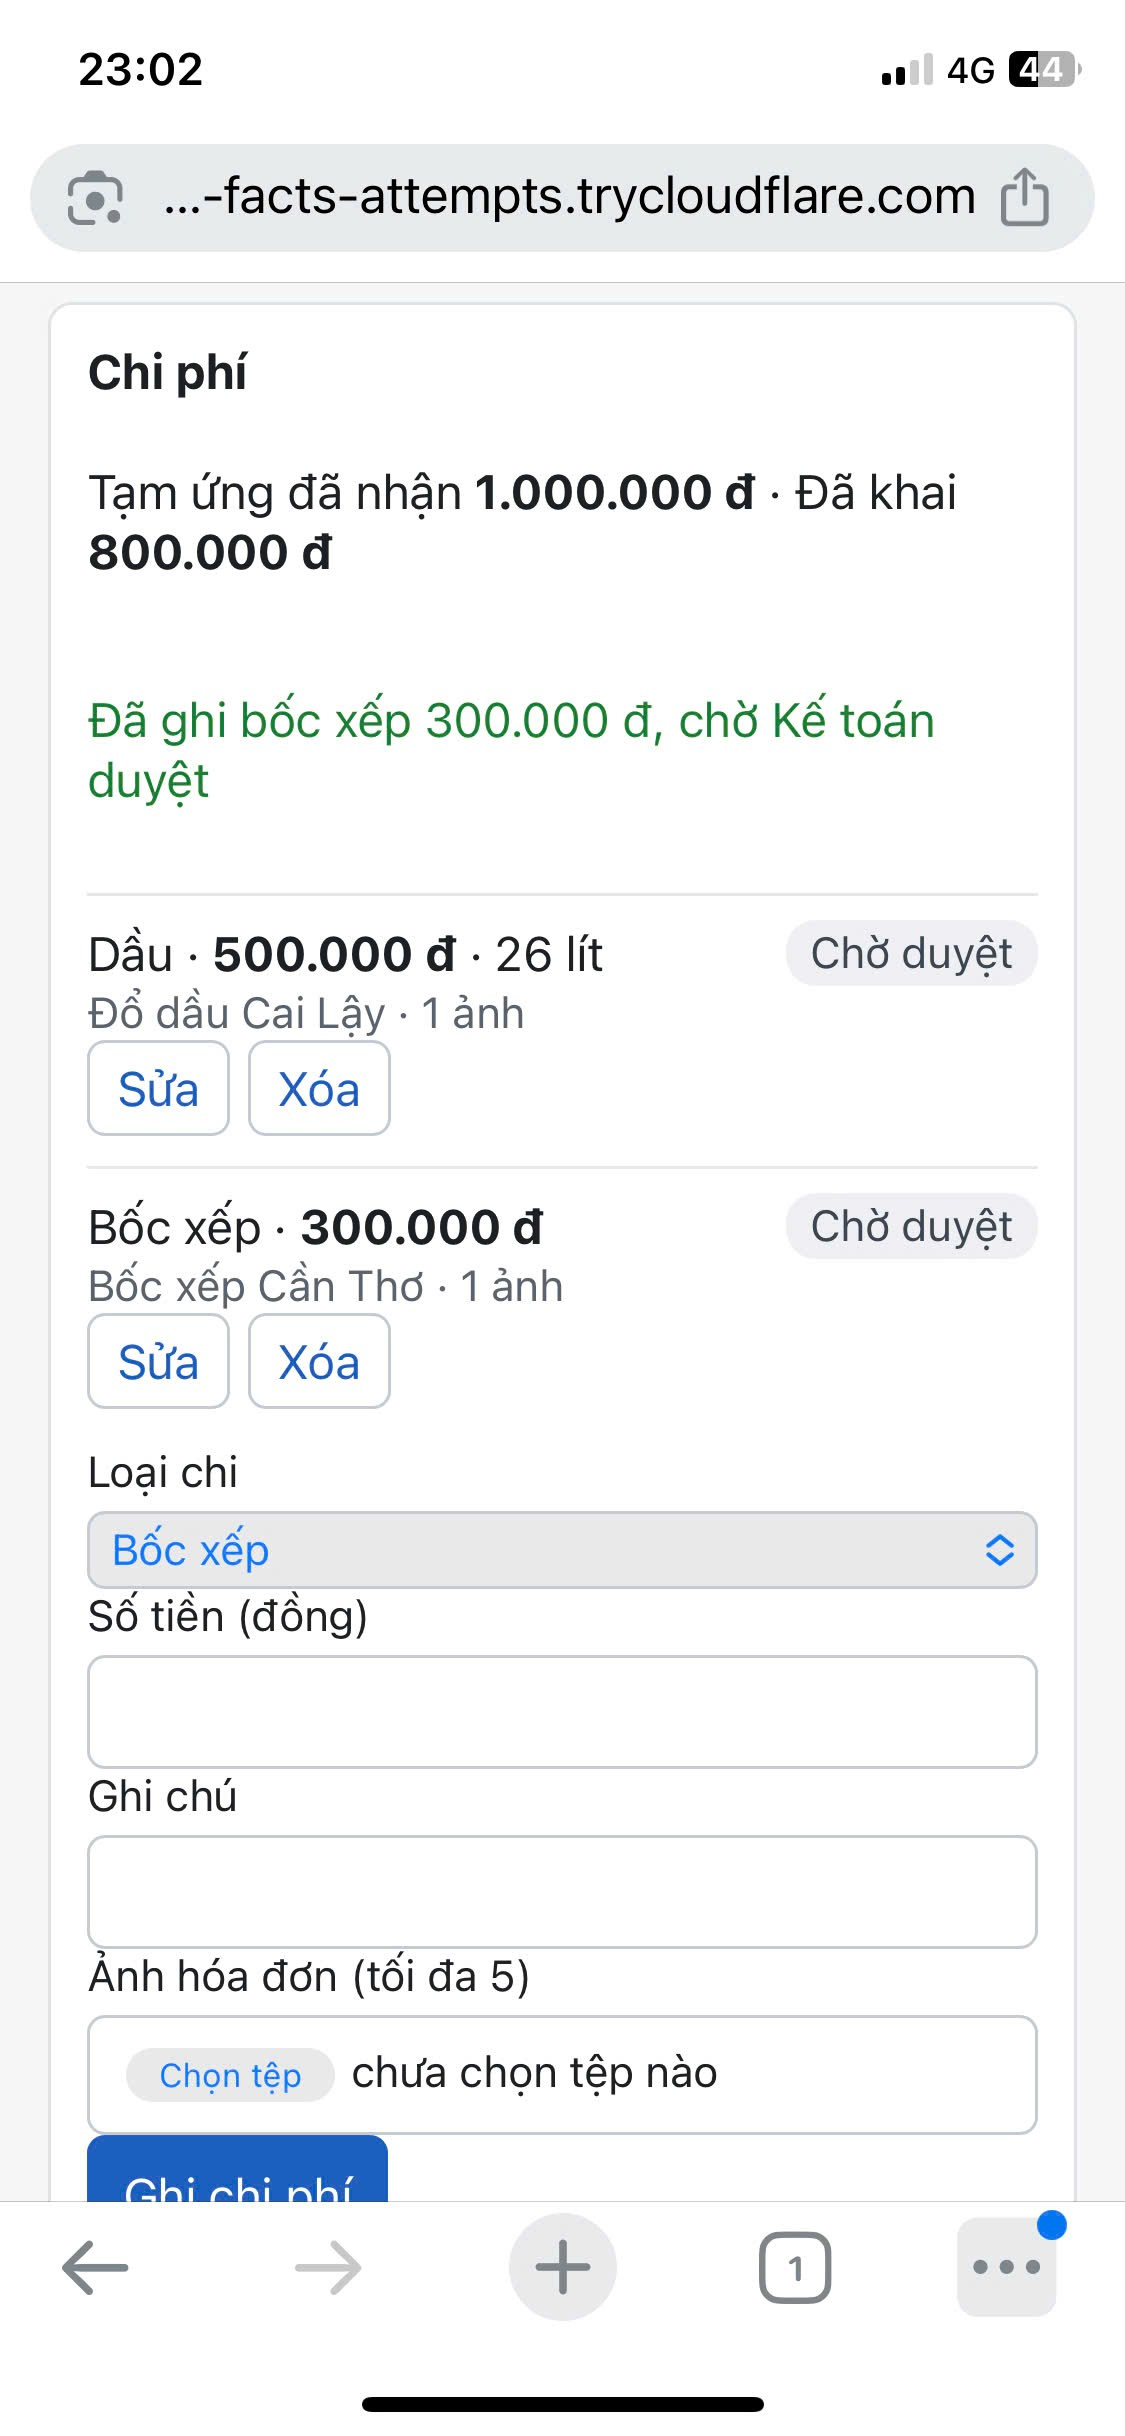 23:02
4G 44
...-facts-attempts.trycloudflare.com
Chi phí
Tạm ứng đã nhận 1.000.000 đ · Đã khai
800.000 đ
Đã ghi bốc xếp 300.000 đ, chờ Kế toán
duyệt
Dầu · 500.000 đ · 26 lít Chờ duyệt
Đổ dầu Cai Lậy · 1 ảnh
Sửa Xóa
Bốc xếp · 300.000 đ Chờ duyệt
Bốc xếp Cần Thơ · 1 ảnh
Sửa Xóa
Loại chi
Bốc xếp
Số tiền (đồng)
Ghi chú
Ảnh hóa đơn (tối đa 5)
Chọn tệp chưa chọn tệp nào
Ghi chi phí
1